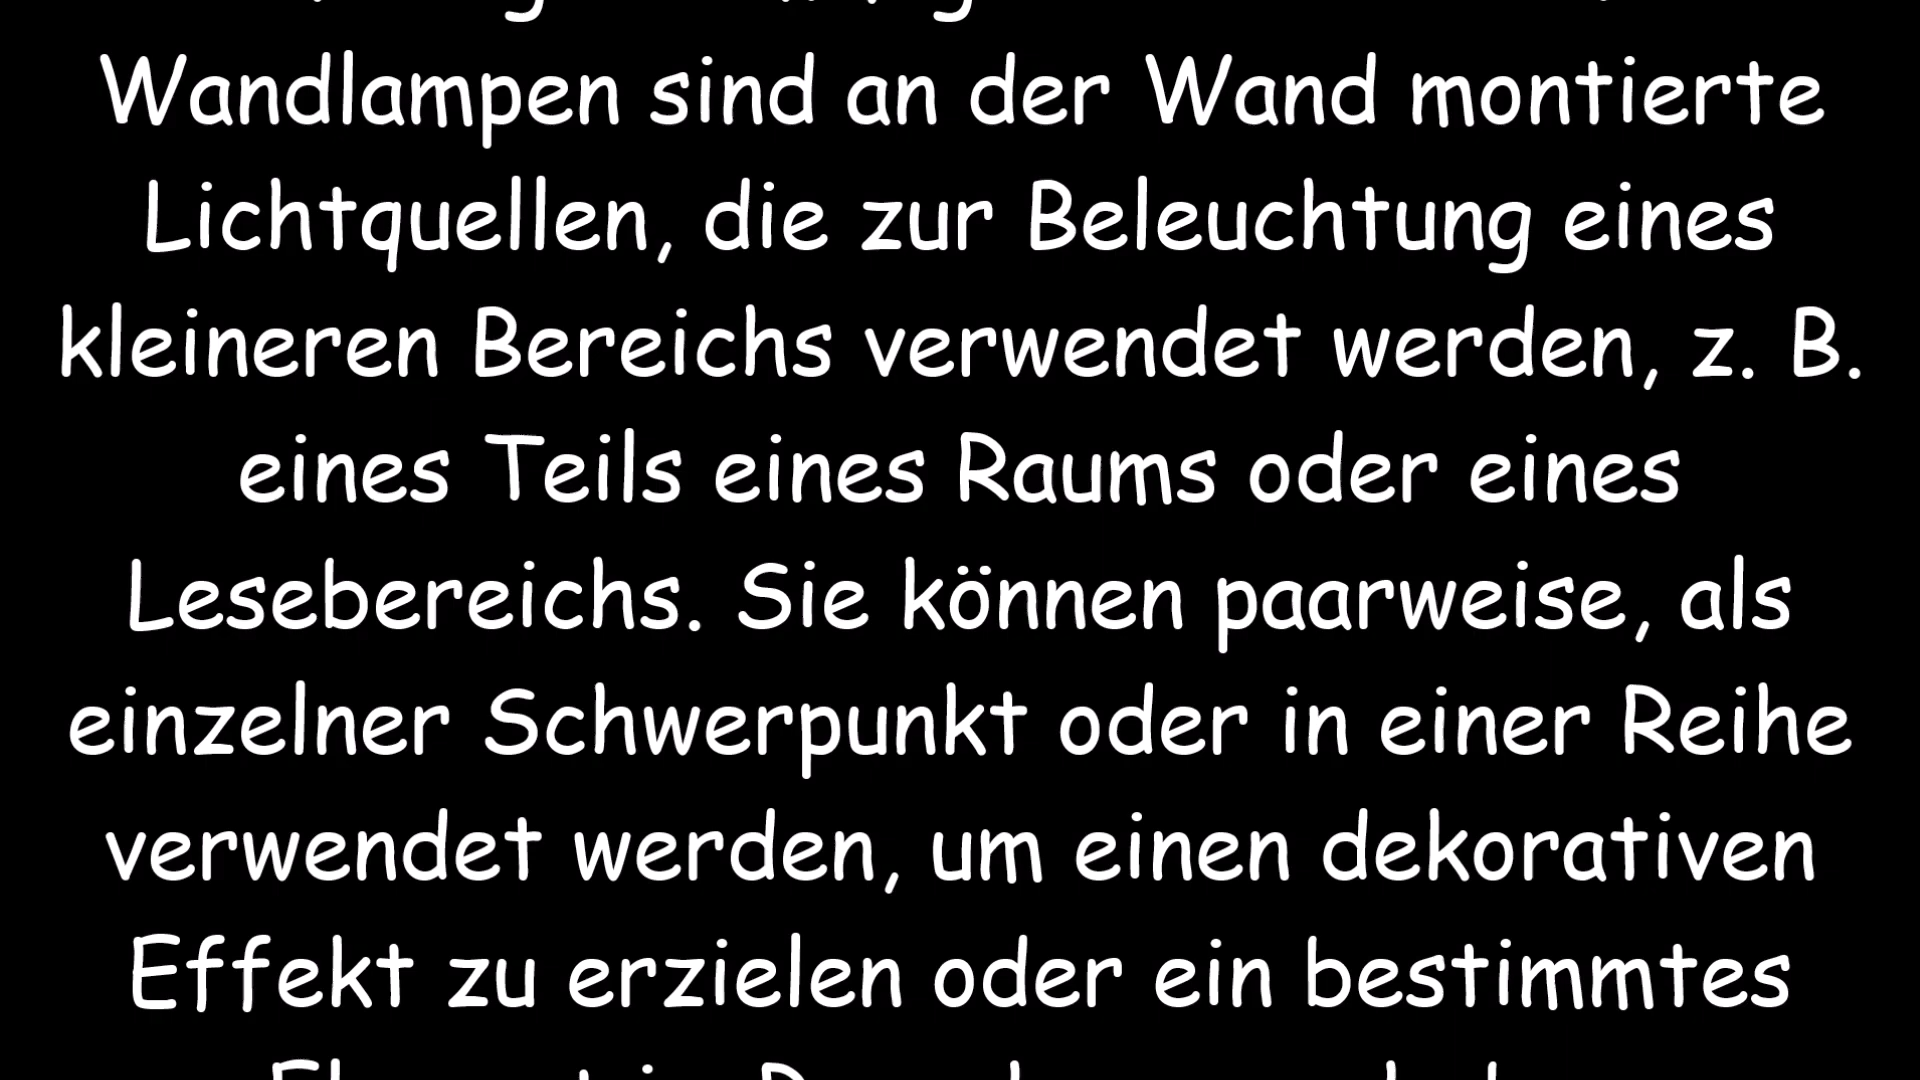 Wandlampen sind an der Wand montierte
Lichtquellen, die zur Beleuchtung eines
kleineren Bereichs verwendet werden, z. B.
eines Teils eines Raums oder eines
Lesebereichs. Sie können paarweise, als
einzelner Schwerpunkt oder in einer Reihe
verwendet werden, um einen dekorativen
Effekt zu erzielen oder ein bestimmtes